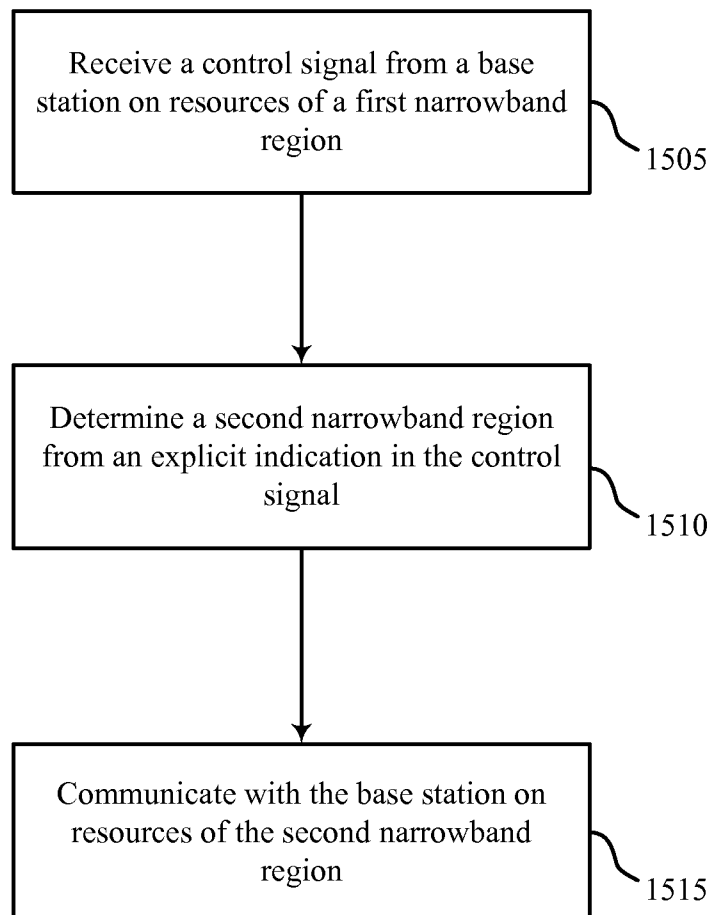 Receive a control signal from a base
station on resources of a first narrowband
region
1505
Determine a second narrowband region
from an explicit indication in the control
signal
1510
Communicate with the base station on
resources of the second narrowband
region
1515